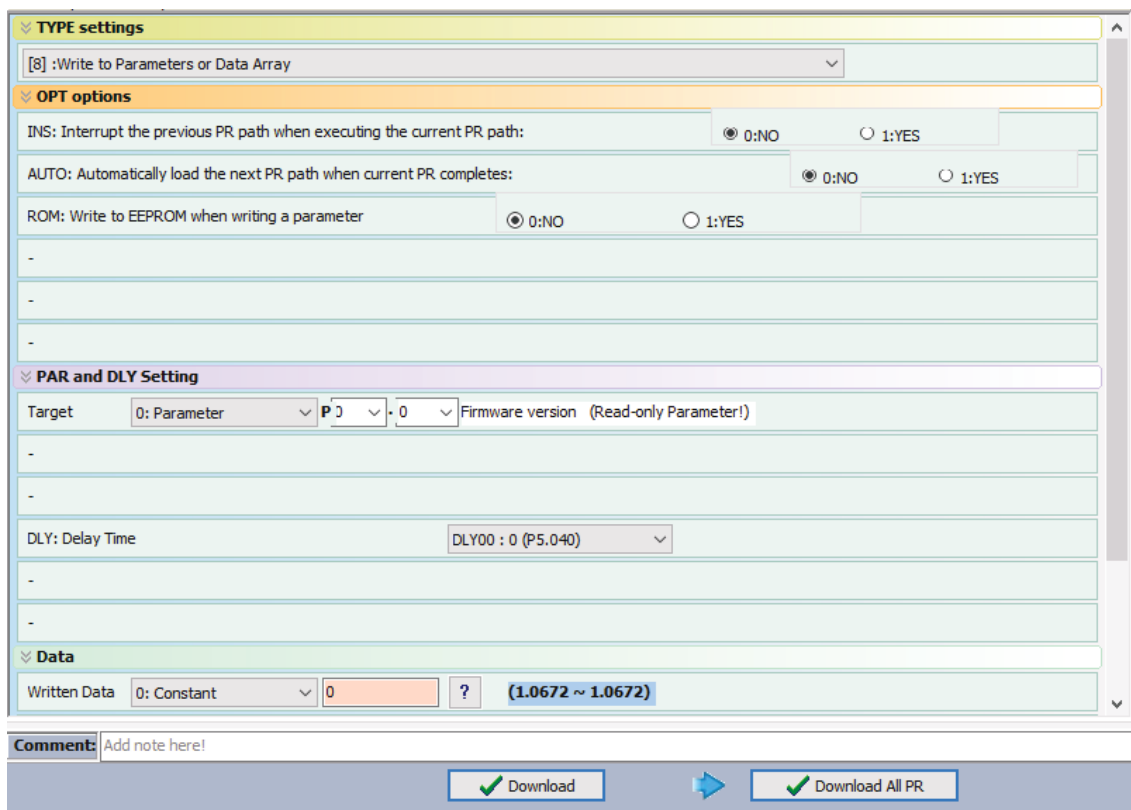 TYPE settings
[8] :Write to Parameters or Data Array
OPT options
INS: Interrupt the previous PR path when executing the current PR path: 0:NO 1:YES
AUTO: Automatically load the next PR path when current PR completes: 0:NO 1:YES
ROM: Write to EEPROM when writing a parameter 0:NO 1:YES
-
-
-
PAR and DLY Setting
Target 0: Parameter P 0 . 0 Firmware version (Read-only Parameter!)
-
-
DLY: Delay Time DLY00 : 0 (P5.040)
-
-
Data
Written Data 0: Constant 0 ? (1.0672 ~ 1.0672)
Comment: Add note here!
Download Download All PR